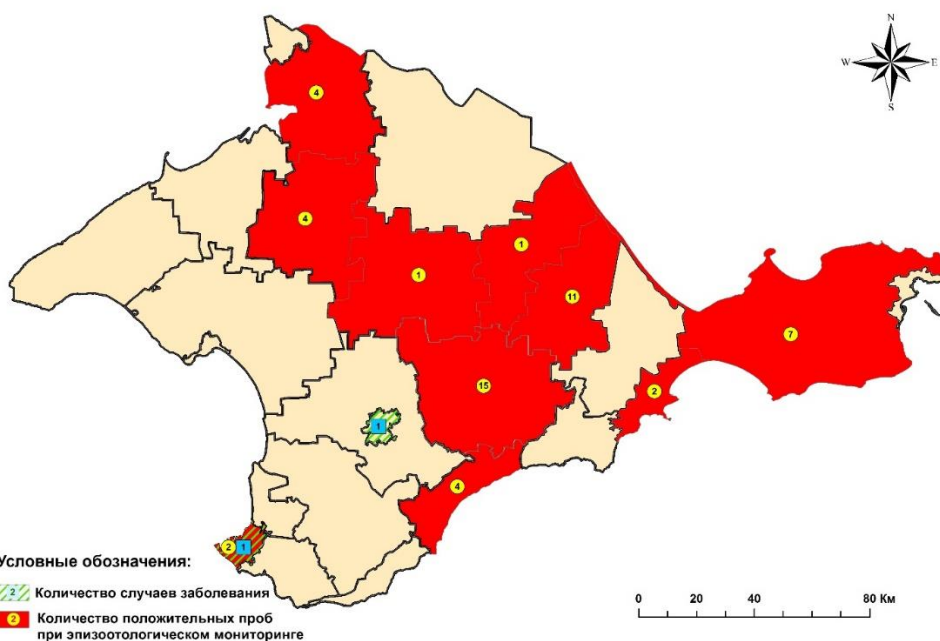 N
W E
S
4
4
1
1
11
7
15
2
1
4
2 1
Условные обозначения:
2 Количество случаев заболевания
2 Количество положительных проб
при эпизоотологическом мониторинге
0 20 40 80 Км